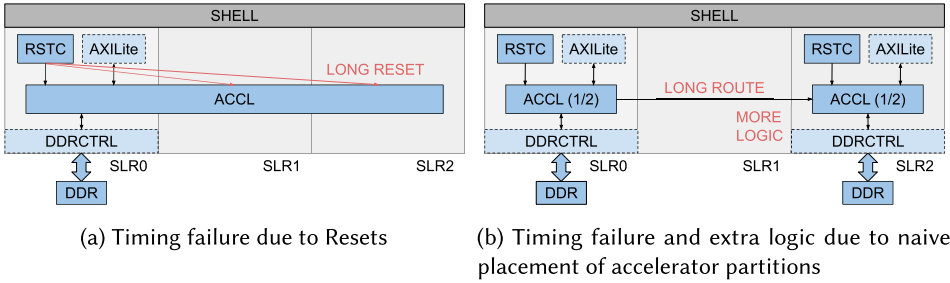 SHELL
RSTC
AXILite
LONG RESET
ACCL
DDRCTRL
SLR0
SLR1
SLR2
DDR
(a) Timing failure due to Resets
SHELL
RSTC
AXILite
RSTC
AXILite
LONG ROUTE
ACCL (1/2)
ACCL (1/2)
MORE
LOGIC
DDRCTRL
DDRCTRL
SLR0
SLR1
SLR2
DDR
DDR
(b) Timing failure and extra logic due to naive
placement of accelerator partitions